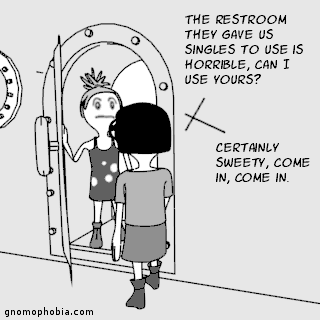 THE RESTROOM
THEY GAVE US
SINGLES TO USE IS
HORRIBLE, CAN I
USE YOURS?
CERTAINLY
SWEETY, COME
IN, COME IN.
gnomophobia.com